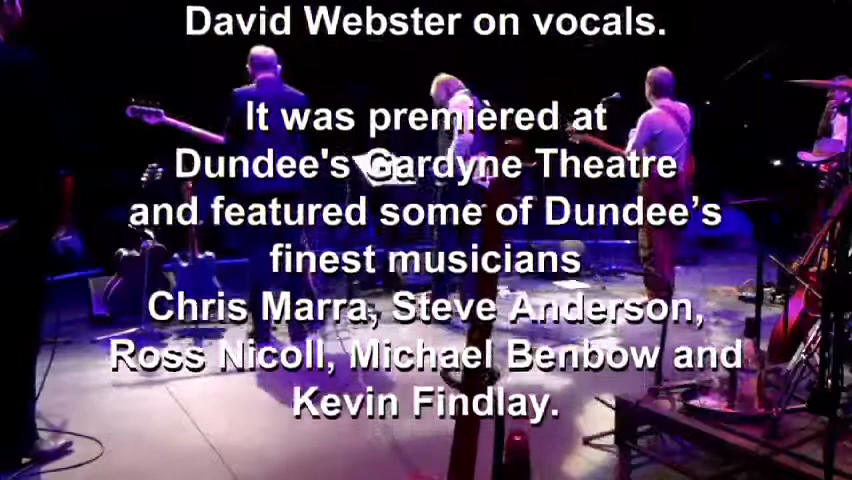 David Webster on vocals.
It was premièred at
Dundee's Gardyne Theatre
and featured some of Dundee’s
finest musicians
Chris Marra, Steve Anderson,
Ross Nicoll, Michael Benbow and
Kevin Findlay.